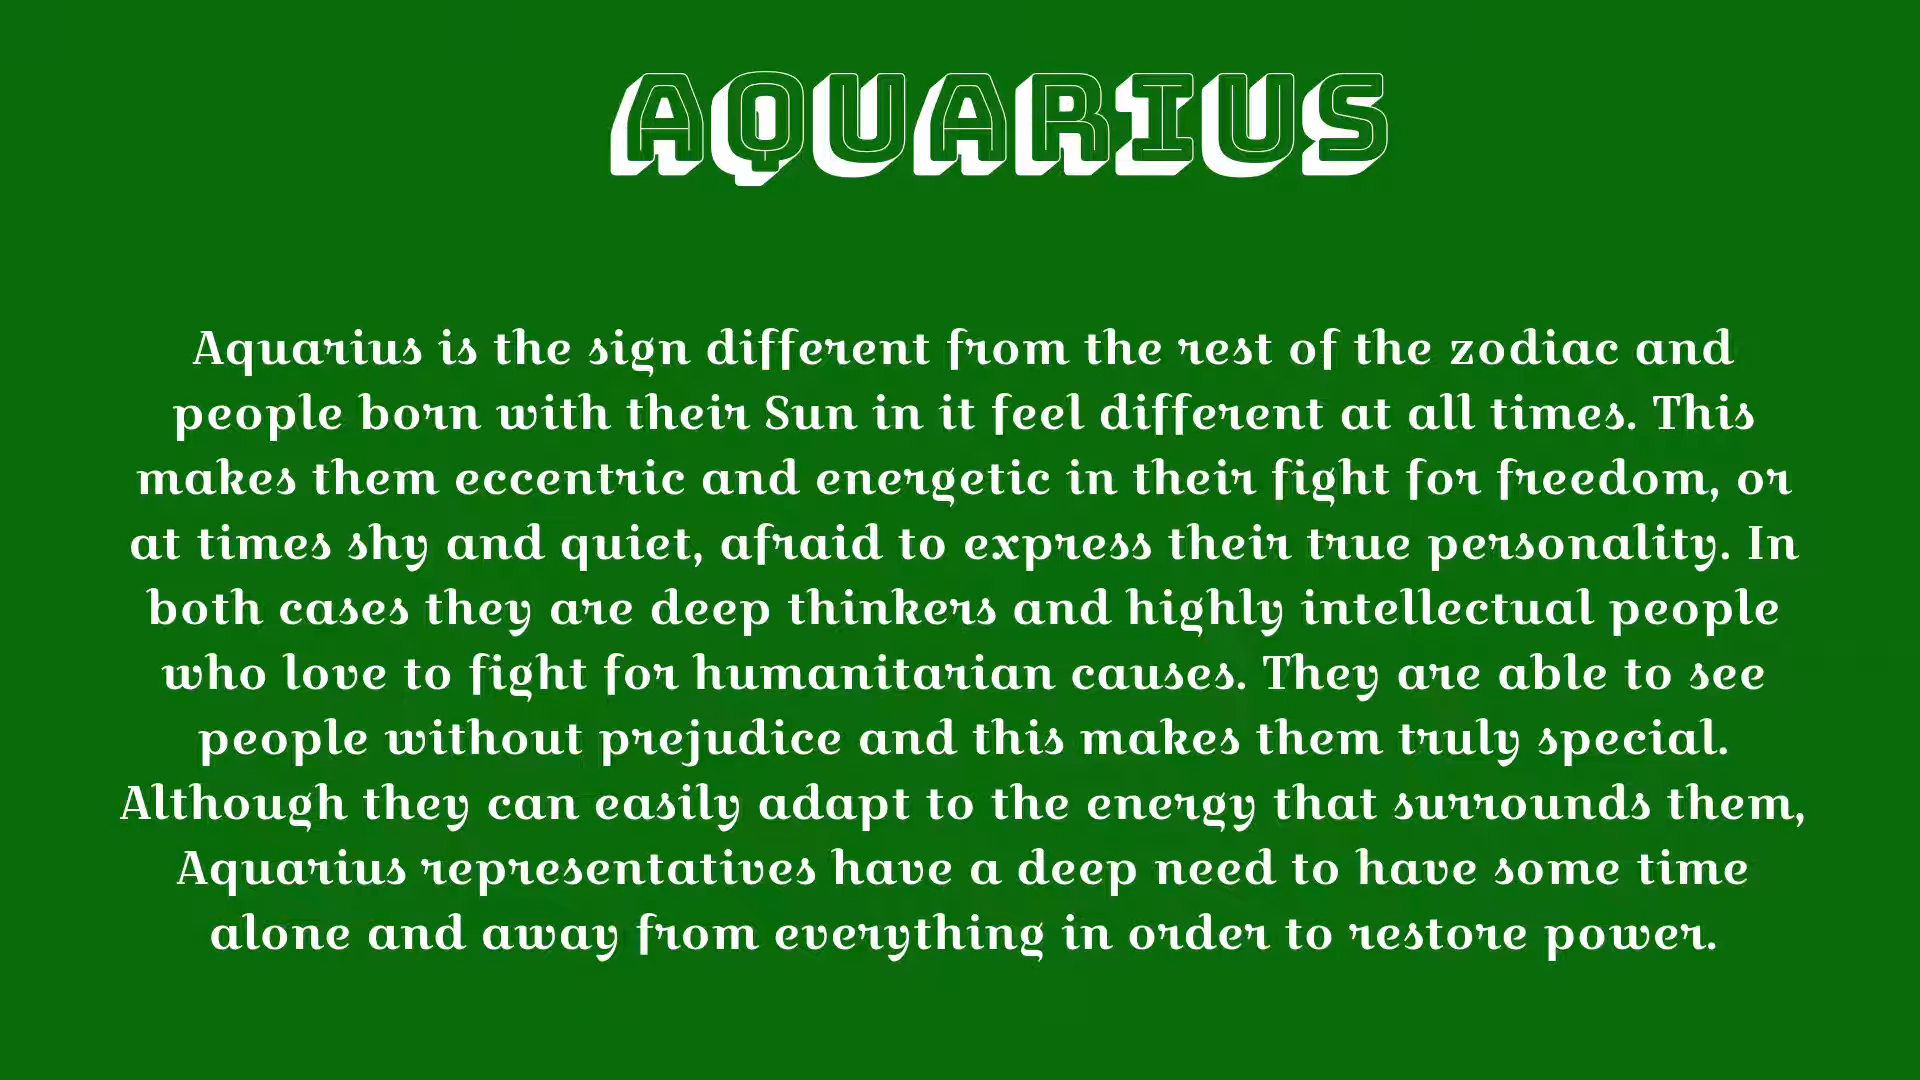 AQUARIUS
Aquarius is the sign different from the rest of the zodiac and
people born with their Sun in it feel different at all times. This
makes them eccentric and energetic in their fight for freedom, or
at times shy and quiet, afraid to express their true personality. In
both cases they are deep thinkers and highly intellectual people
who love to fight for humanitarian causes. They are able to see
people without prejudice and this makes them truly special.
Although they can easily adapt to the energy that surrounds them,
Aquarius representatives have a deep need to have some time
alone and away from everything in order to restore power.